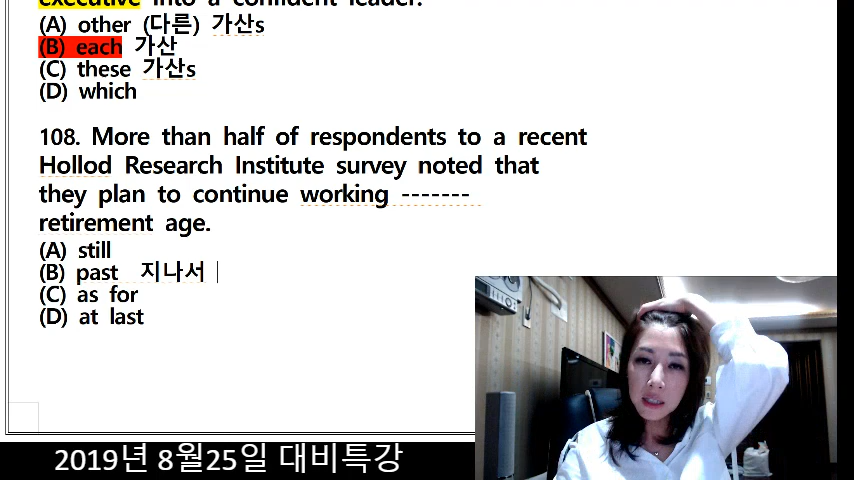 executive into a confident leader.
(A) other (다른) 가산s
(B) each 가산
(C) these 가산s
(D) which
108. More than half of respondents to a recent
Hollod Research Institute survey noted that
they plan to continue working -------
retirement age.
(A) still
(B) past 지나서
(C) as for
(D) at last
2019년 8월25일 대비특강